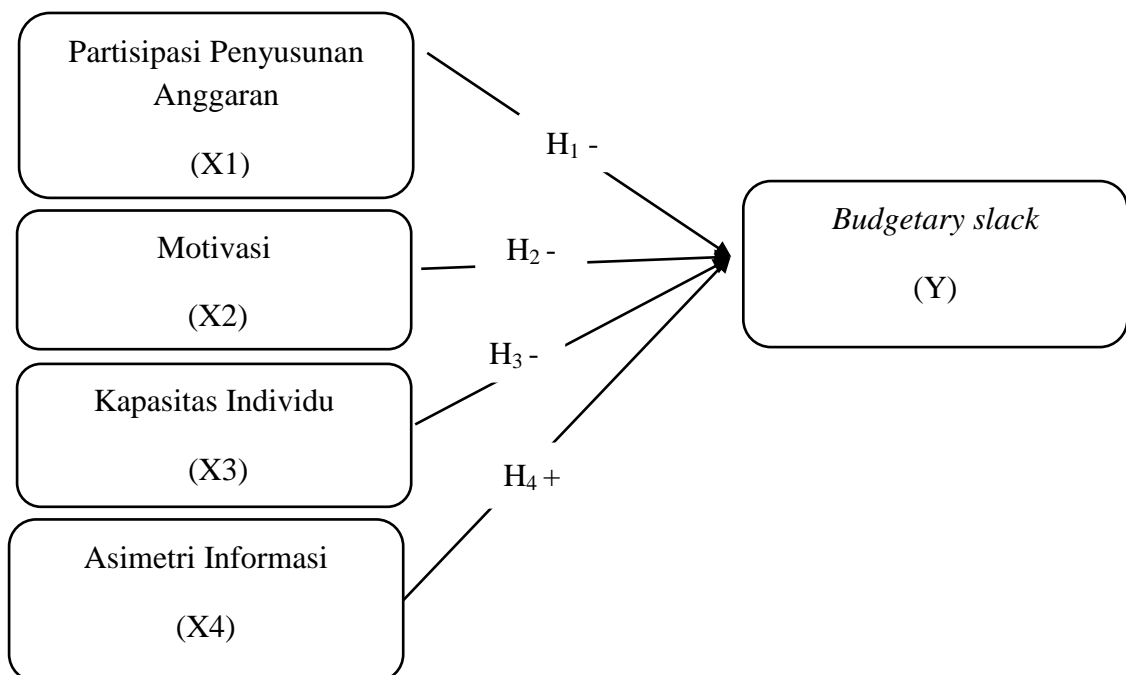 Partisipasi Penyusunan
Anggaran
(X1)
H₁ -
Motivasi
(X2)
H₂ -
Kapasitas Individu
(X3)
H₃ -
Asimetri Informasi
(X4)
H₄ +
Budgetary slack
(Y)